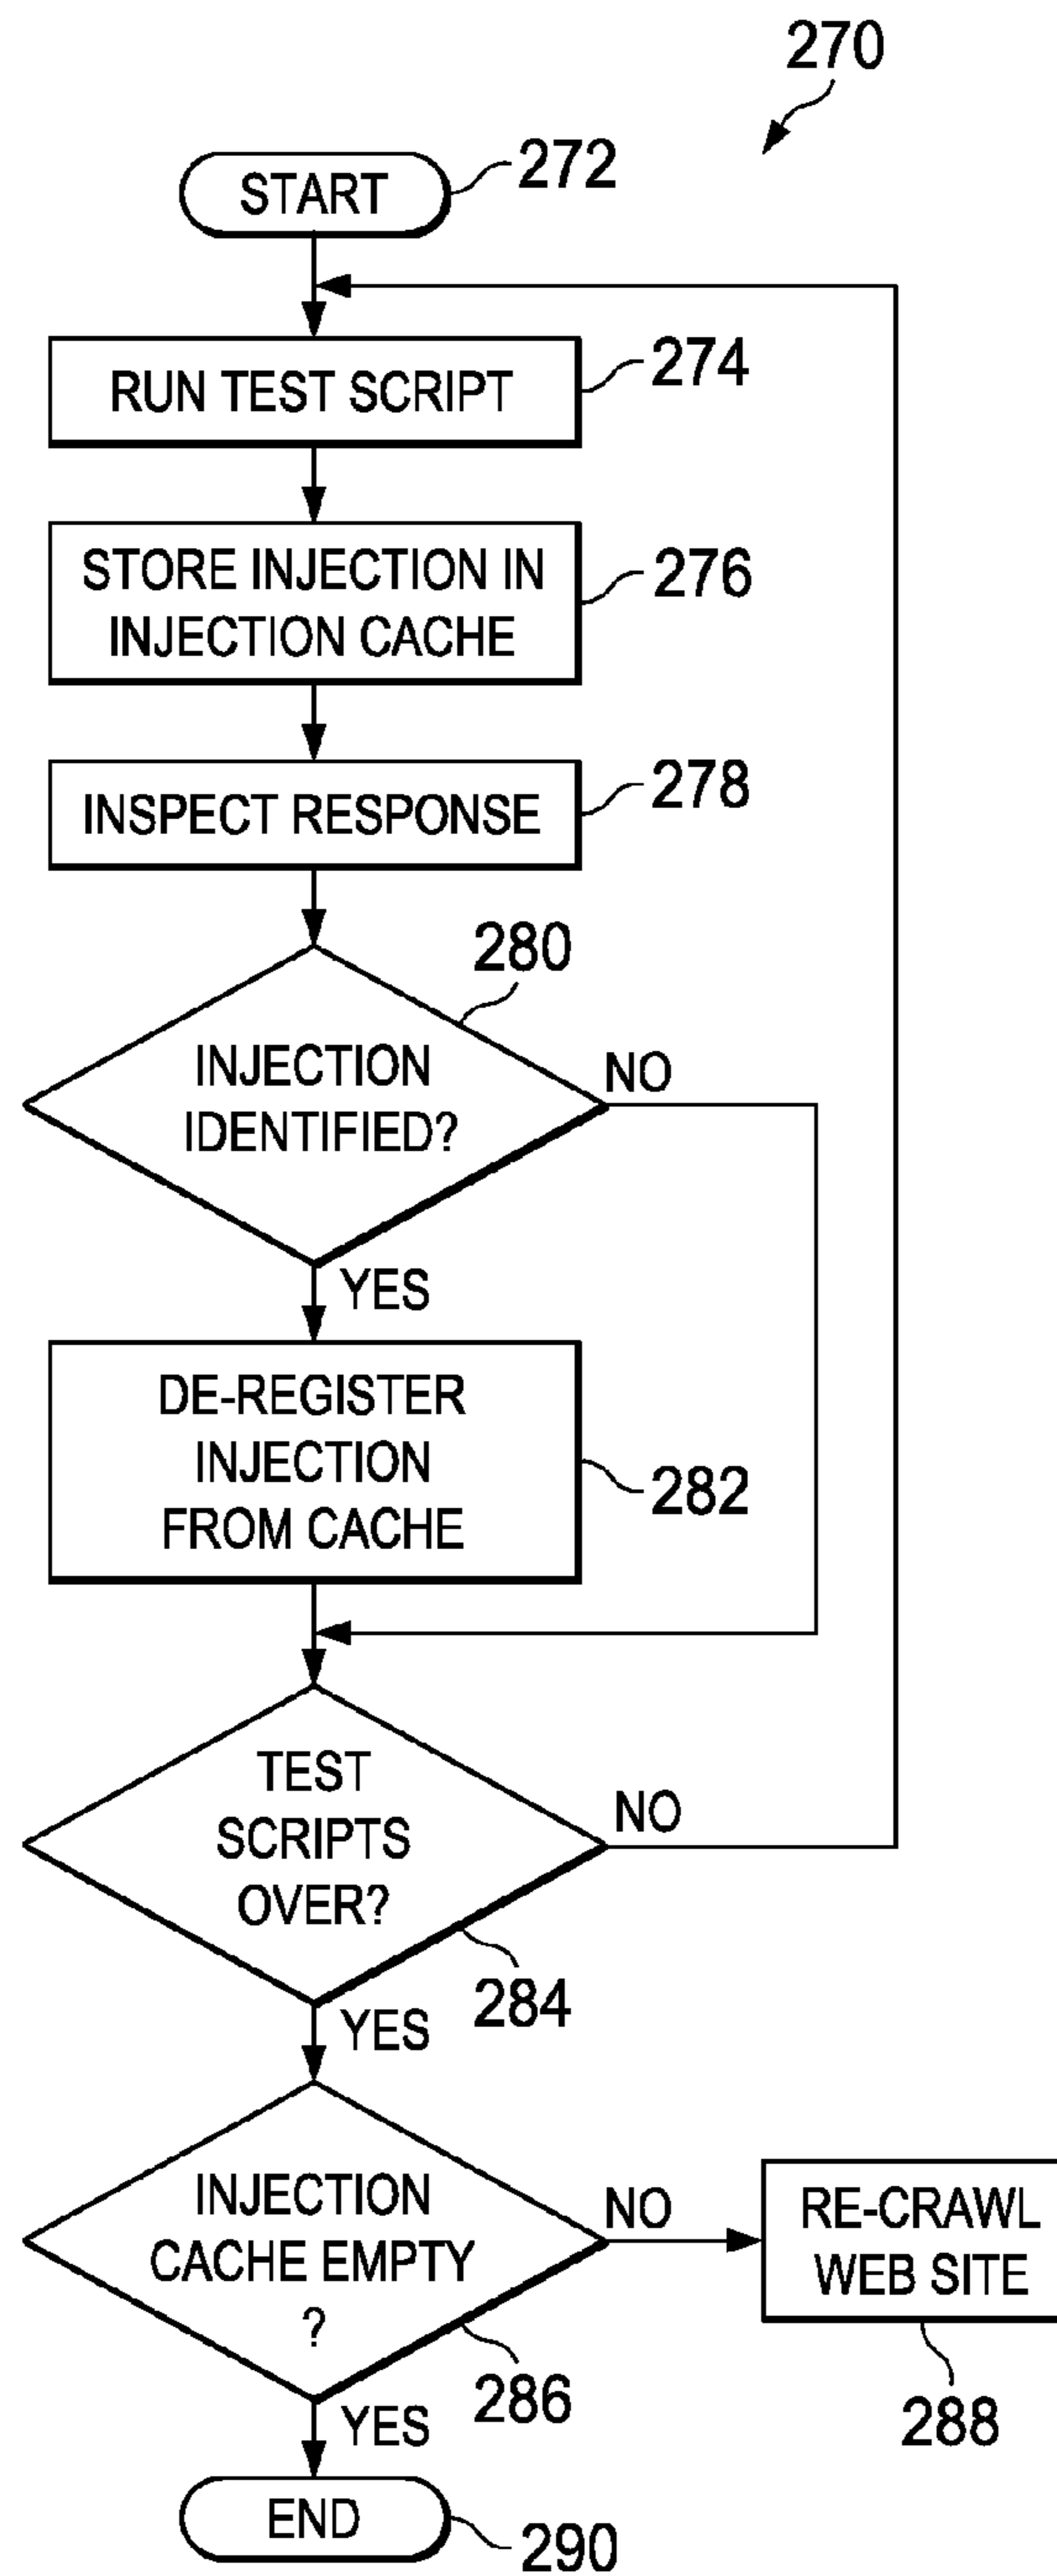 270
START
272
RUN TEST SCRIPT
274
STORE INJECTION IN
INJECTION CACHE
276
INSPECT RESPONSE
278
280
INJECTION
IDENTIFIED?
NO
YES
DE-REGISTER
INJECTION
FROM CACHE
282
TEST
SCRIPTS
OVER?
NO
284
YES
INJECTION
CACHE EMPTY
?
NO
RE-CRAWL
WEB SITE
286
288
YES
END
290